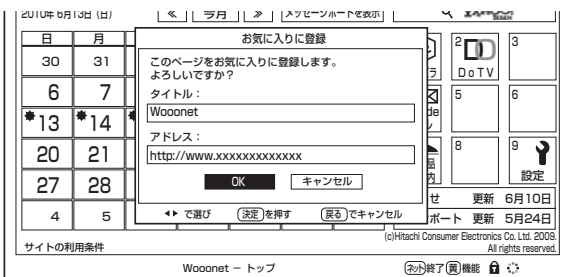 2010年 6月13日（日）
≪ 今月 ≫ メッセージボードを表示
日 月
30 31
6 7
13 14
20 21
27 28
4 5
サイトの利用条件
お気に入りに登録
このページをお気に入りに登録します。
よろしいですか？
タイトル：
Wooonet
アドレス：
http://www.xxxxxxxxxxxxx
OK キャンセル
◀▶ で選び 決定を押す 戻るでキャンセル
2 3
DoTV
5 6
8 9
設定
せ 更新 6月10日
ポート 更新 5月24日
(c)Hitachi Consumer Electronics Co. Ltd. 2009.
All rights reserved.
Wooonet － トップ
ネット終了 黄機能